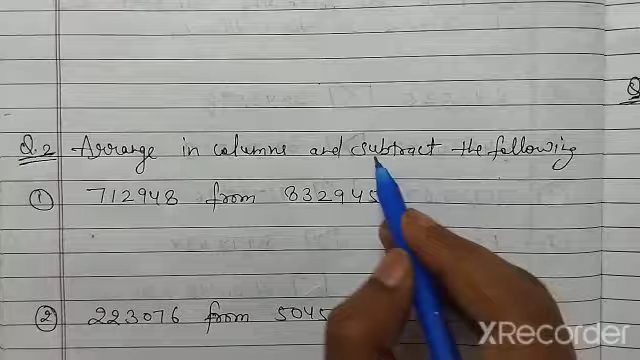 Q.2 Arrange in columns and subtract the following
① 712948 from 832945
② 223076 from 5045
XRecorder